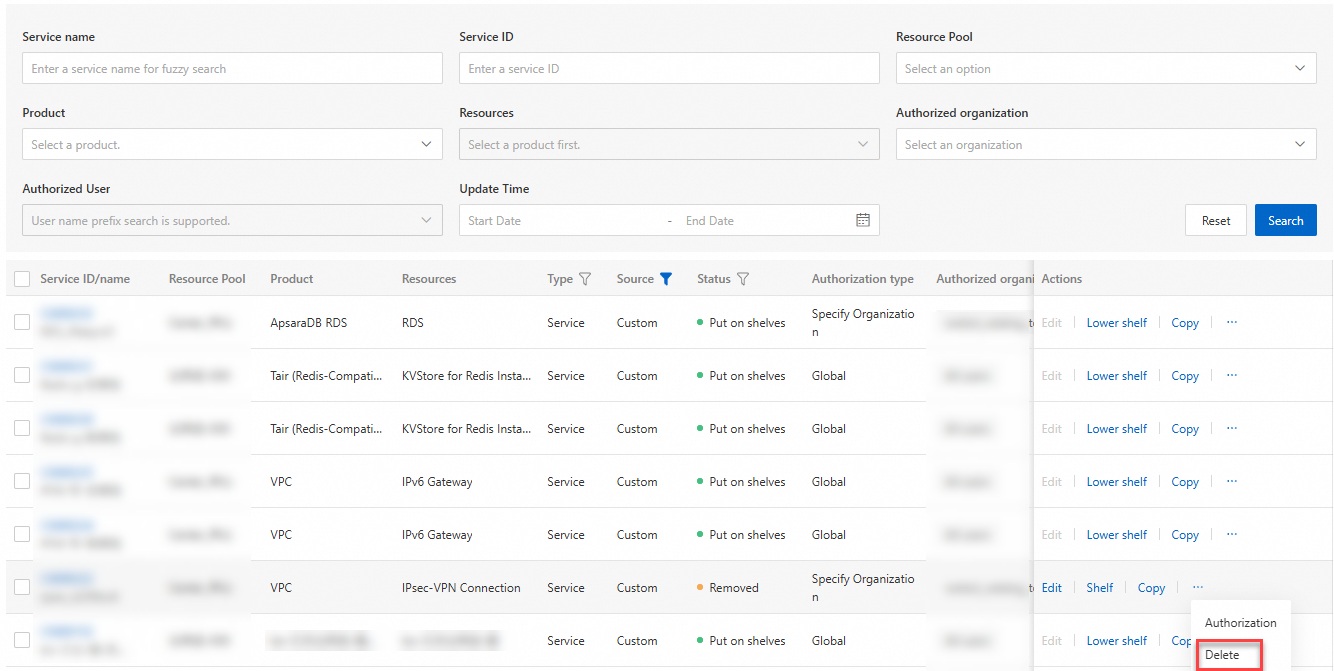 Service name
Service ID
Resource Pool
Enter a service name for fuzzy search
Enter a service ID
Select an option
Product
Resources
Authorized organization
Select a product.
Select a product first.
Select an organization
Authorized User
Update Time
User name prefix search is supported.
Start Date - End Date
Reset
Search
Service ID/name Resource Pool Product Resources Type Source Status Authorization type Authorized organi Actions
ApsaraDB RDS RDS Service Custom Put on shelves Specify Organizatio
n
Edit Lower shelf Copy ...
Tair (Redis-Compati... KVStore for Redis Insta... Service Custom Put on shelves Global Edit Lower shelf Copy ...
Tair (Redis-Compati... KVStore for Redis Insta... Service Custom Put on shelves Global Edit Lower shelf Copy ...
VPC IPv6 Gateway Service Custom Put on shelves Global Edit Lower shelf Copy ...
VPC IPv6 Gateway Service Custom Put on shelves Global Edit Lower shelf Copy ...
VPC IPsec-VPN Connection Service Custom Removed Specify Organizatio
n
Edit Shelf Copy ...
Service Custom Put on shelves Global Edit Lower shelf
Authorization
Delete